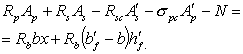 R_p A_p + R_s A_s − R_sc A'_s − σ_pc A'_p − N =
= R_b bx + R_b (b'_f − b) h'_f.